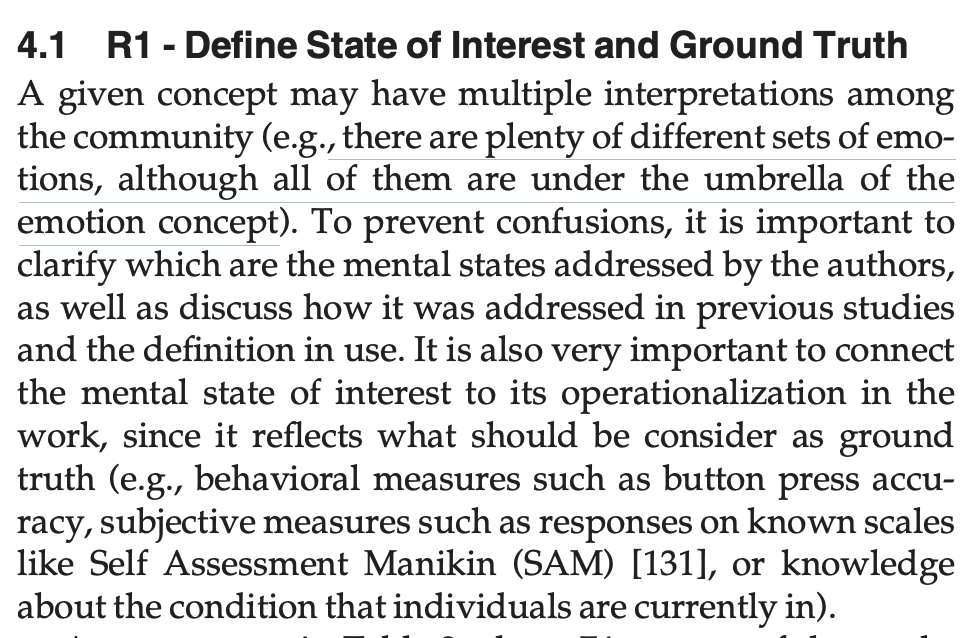 4.1 R1 - Define State of Interest and Ground Truth
A given concept may have multiple interpretations among
the community (e.g., there are plenty of different sets of emo-
tions, although all of them are under the umbrella of the
emotion concept). To prevent confusions, it is important to
clarify which are the mental states addressed by the authors,
as well as discuss how it was addressed in previous studies
and the definition in use. It is also very important to connect
the mental state of interest to its operationalization in the
work, since it reflects what should be consider as ground
truth (e.g., behavioral measures such as button press accu-
racy, subjective measures such as responses on known scales
like Self Assessment Manikin (SAM) [131], or knowledge
about the condition that individuals are currently in).